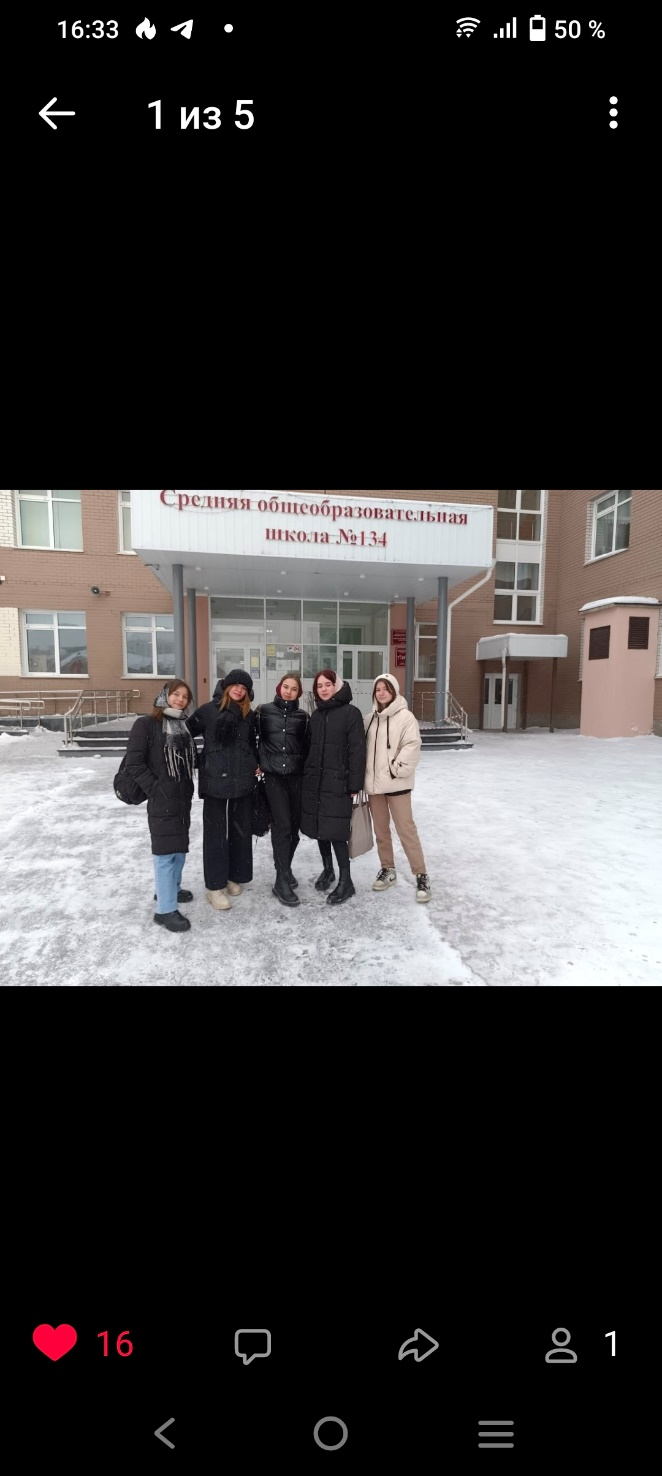 16:33
50 %
1 из 5
Средняя общеобразовательная
школа №134
16
1